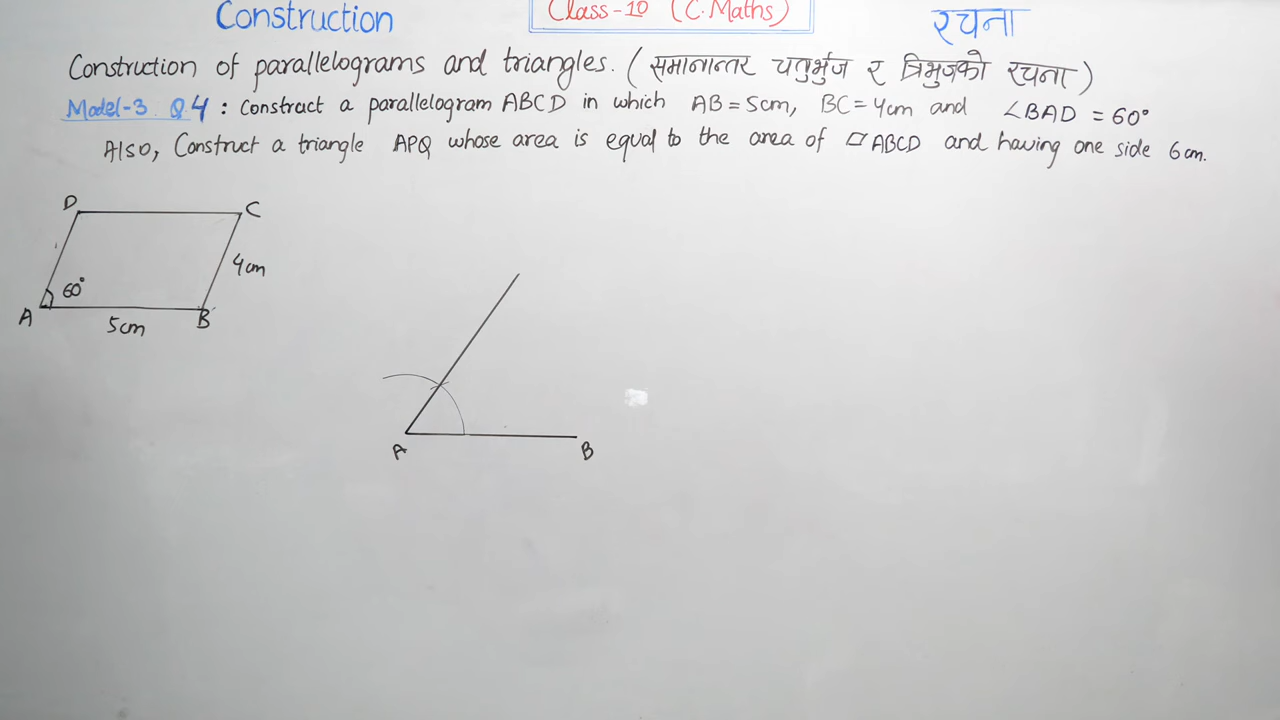 Construction
Class-10 (C.Maths)
रचना
Construction of parallelograms and triangles. (समानान्तर चतुर्भुज र त्रिभुजको रचना)
Model-3 Q.4 : Construct a parallelogram ABCD in which AB = 5cm, BC = 4cm and ∠BAD = 60°
Also, Construct a triangle APQ whose area is equal to the area of ▱ABCD and having one side 6cm.
D
C
60°
4cm
A
5cm
B
A
B